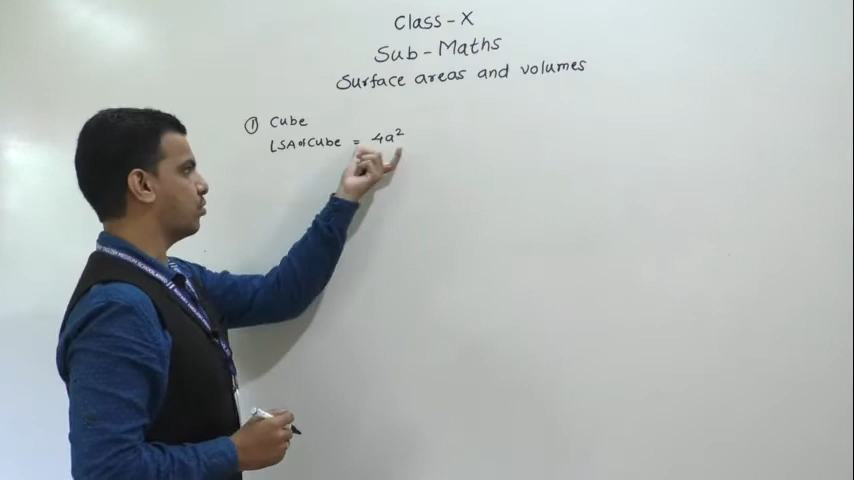 Class-X
Sub-Maths
Surface areas and volumes
① Cube
LSA of Cube = 4a²